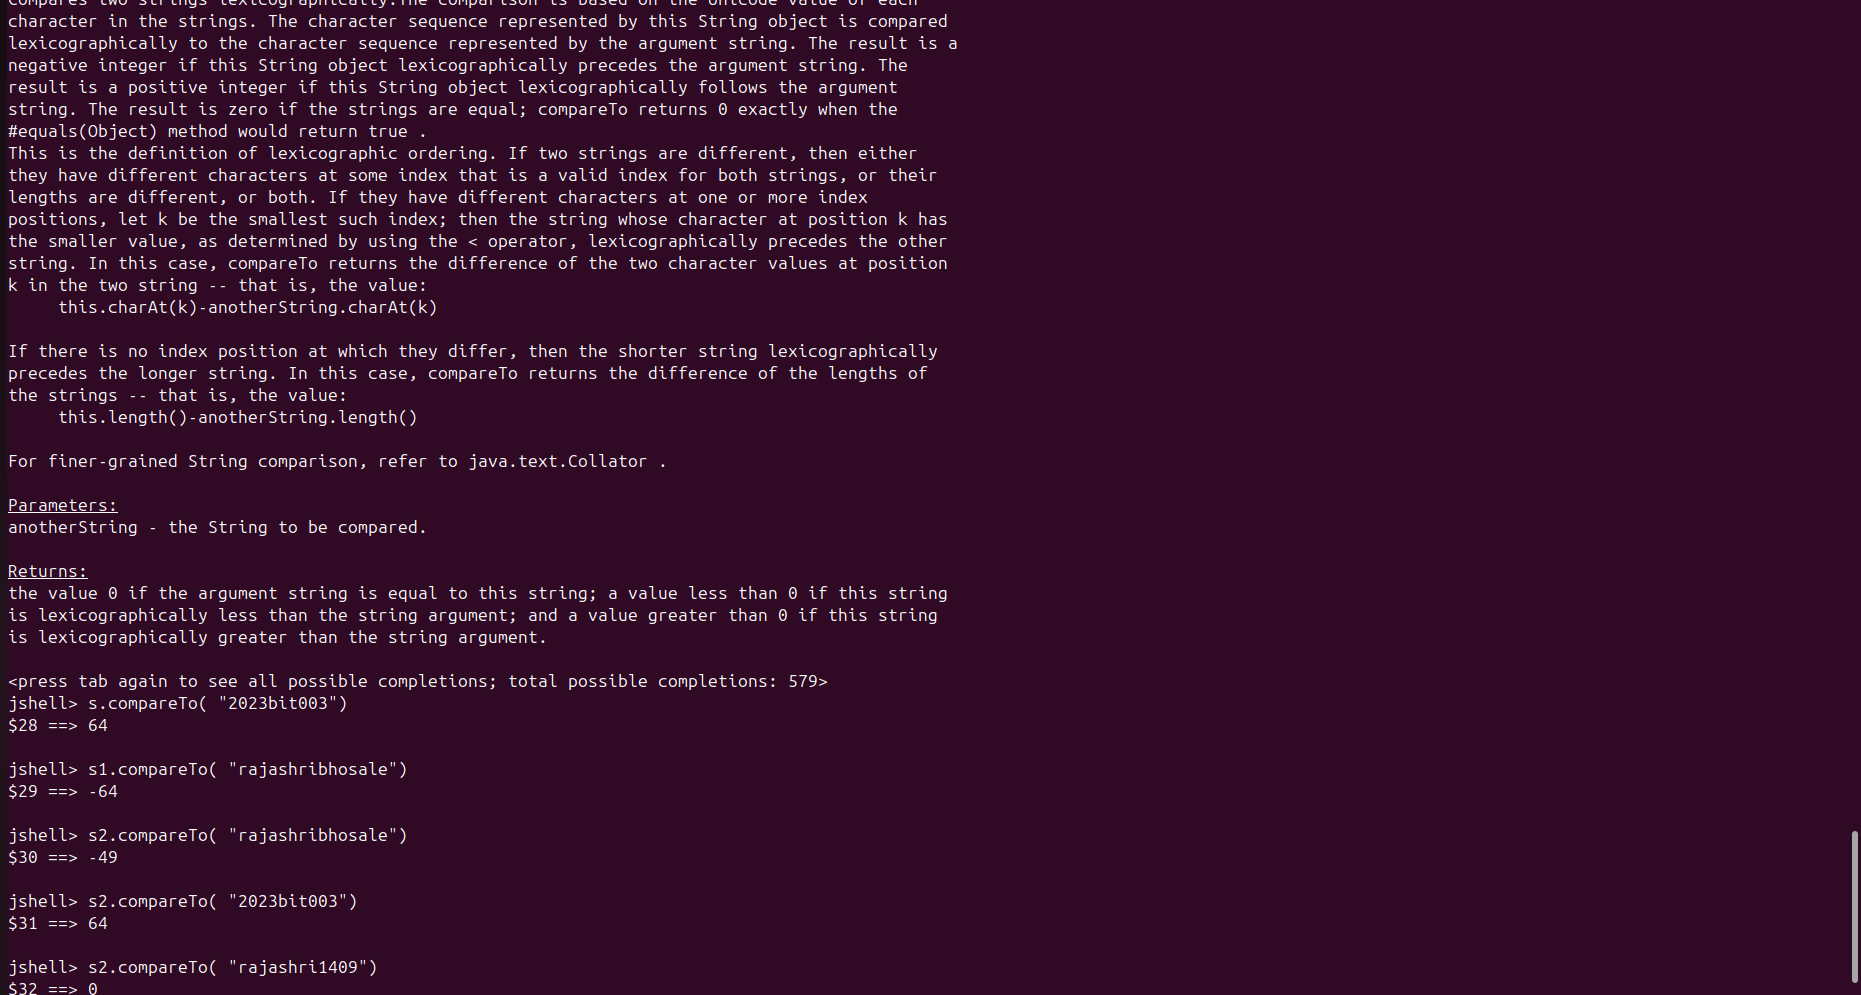 compares two strings lexicographically.The comparison is based on the Unicode value of each
character in the strings. The character sequence represented by this String object is compared
lexicographically to the character sequence represented by the argument string. The result is a
negative integer if this String object lexicographically precedes the argument string. The
result is a positive integer if this String object lexicographically follows the argument
string. The result is zero if the strings are equal; compareTo returns 0 exactly when the
#equals(Object) method would return true .
This is the definition of lexicographic ordering. If two strings are different, then either
they have different characters at some index that is a valid index for both strings, or their
lengths are different, or both. If they have different characters at one or more index
positions, let k be the smallest such index; then the string whose character at position k has
the smaller value, as determined by using the < operator, lexicographically precedes the other
string. In this case, compareTo returns the difference of the two character values at position
k in the two string -- that is, the value:
this.charAt(k)-anotherString.charAt(k)
If there is no index position at which they differ, then the shorter string lexicographically
precedes the longer string. In this case, compareTo returns the difference of the lengths of
the strings -- that is, the value:
this.length()-anotherString.length()
For finer-grained String comparison, refer to java.text.Collator .
Parameters:
anotherString - the String to be compared.
Returns:
the value 0 if the argument string is equal to this string; a value less than 0 if this string
is lexicographically less than the string argument; and a value greater than 0 if this string
is lexicographically greater than the string argument.
<press tab again to see all possible completions; total possible completions: 579>
jshell> s.compareTo( "2023bit003")
$28 ==> 64
jshell> s1.compareTo( "rajashribhosale")
$29 ==> -64
jshell> s2.compareTo( "rajashribhosale")
$30 ==> -49
jshell> s2.compareTo( "2023bit003")
$31 ==> 64
jshell> s2.compareTo( "rajashri1409")
$32 ==> 0